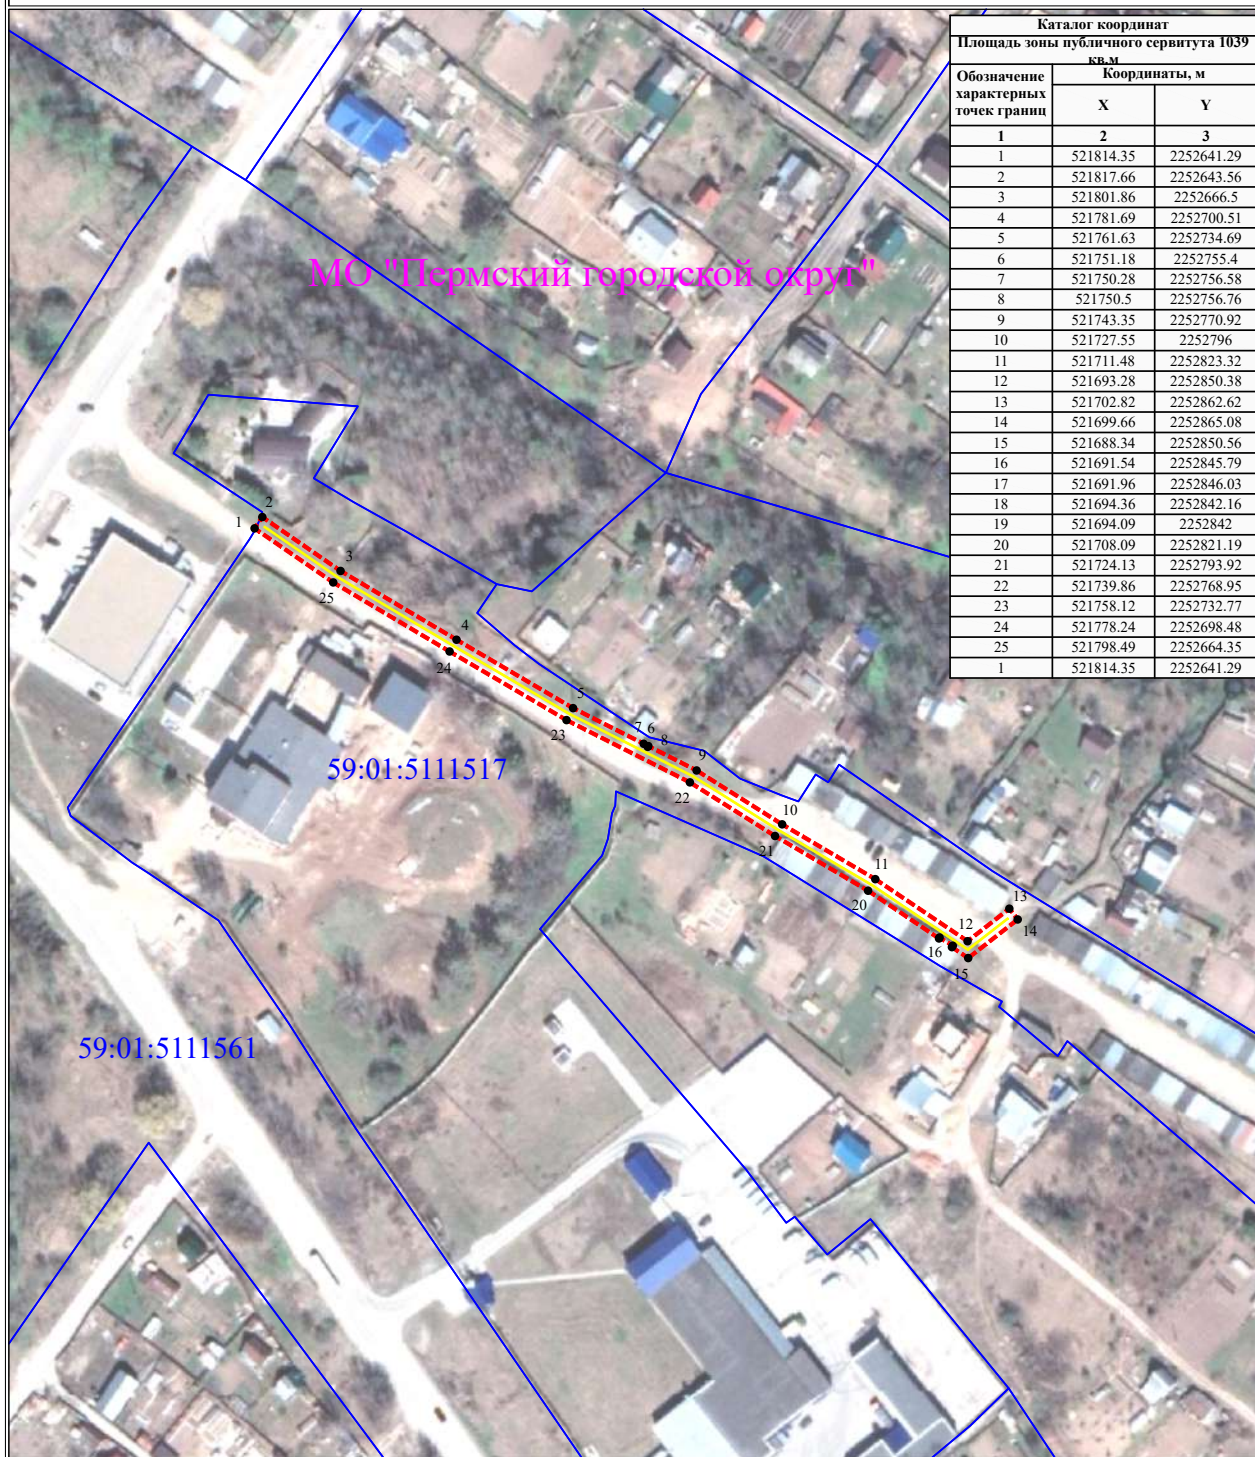 Каталог координат
Площадь зоны публичного сервитута 1039
кв.м
Обозначение характерных точек границ
Координаты, м
X Y
1 2 3
1 521814.35 2252641.29
2 521817.66 2252643.56
3 521801.86 2252666.5
4 521781.69 2252700.51
5 521761.63 2252734.69
6 521751.18 2252755.4
7 521750.28 2252756.58
8 521750.5 2252756.76
9 521743.35 2252770.92
10 521727.55 2252796
11 521711.48 2252823.32
12 521693.28 2252850.38
13 521702.82 2252862.62
14 521699.66 2252865.08
15 521688.34 2252850.56
16 521691.54 2252845.79
17 521691.96 2252846.03
18 521694.36 2252842.16
19 521694.09 2252842
20 521708.09 2252821.19
21 521724.13 2252793.92
22 521739.86 2252768.95
23 521758.12 2252732.77
24 521778.24 2252698.48
25 521798.49 2252664.35
1 521814.35 2252641.29
МО "Пермский городской округ"
2
1
3
25
4
24
5
23
7 6
8
9
22
10
21
11
20
13
14
12
16
15
59:01:5111517
59:01:5111561